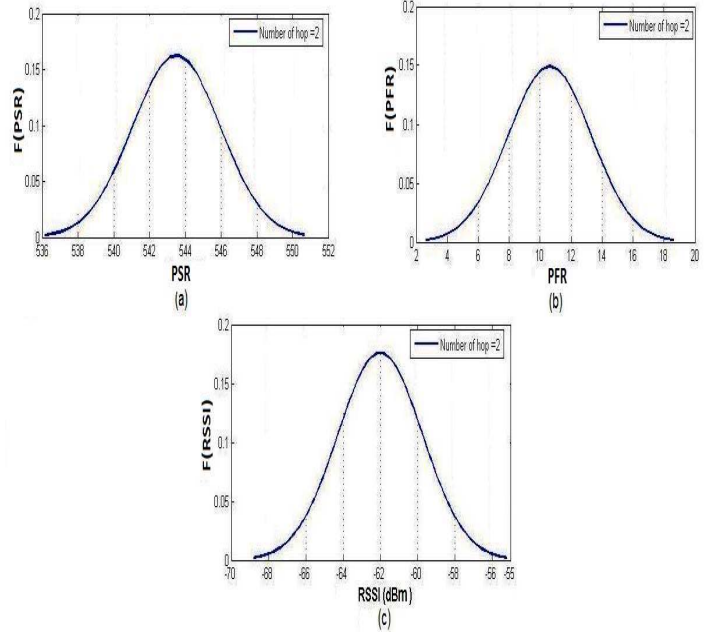 0.2
0.15
0.1
0.05
0
F(PSR)
Number of hop =2
536 538 540 542 544 546 548 550 552
PSR
(a)
0.2
0.15
0.1
0.05
0
F(PFR)
Number of hop =2
2 4 6 8 10 12 14 16 18 20
PFR
(b)
0.2
0.15
0.1
0.05
0
F(RSSI)
Number of hop =2
-70 -68 -66 -64 -62 -60 -58 -56 -55
RSSI (dBm)
(c)